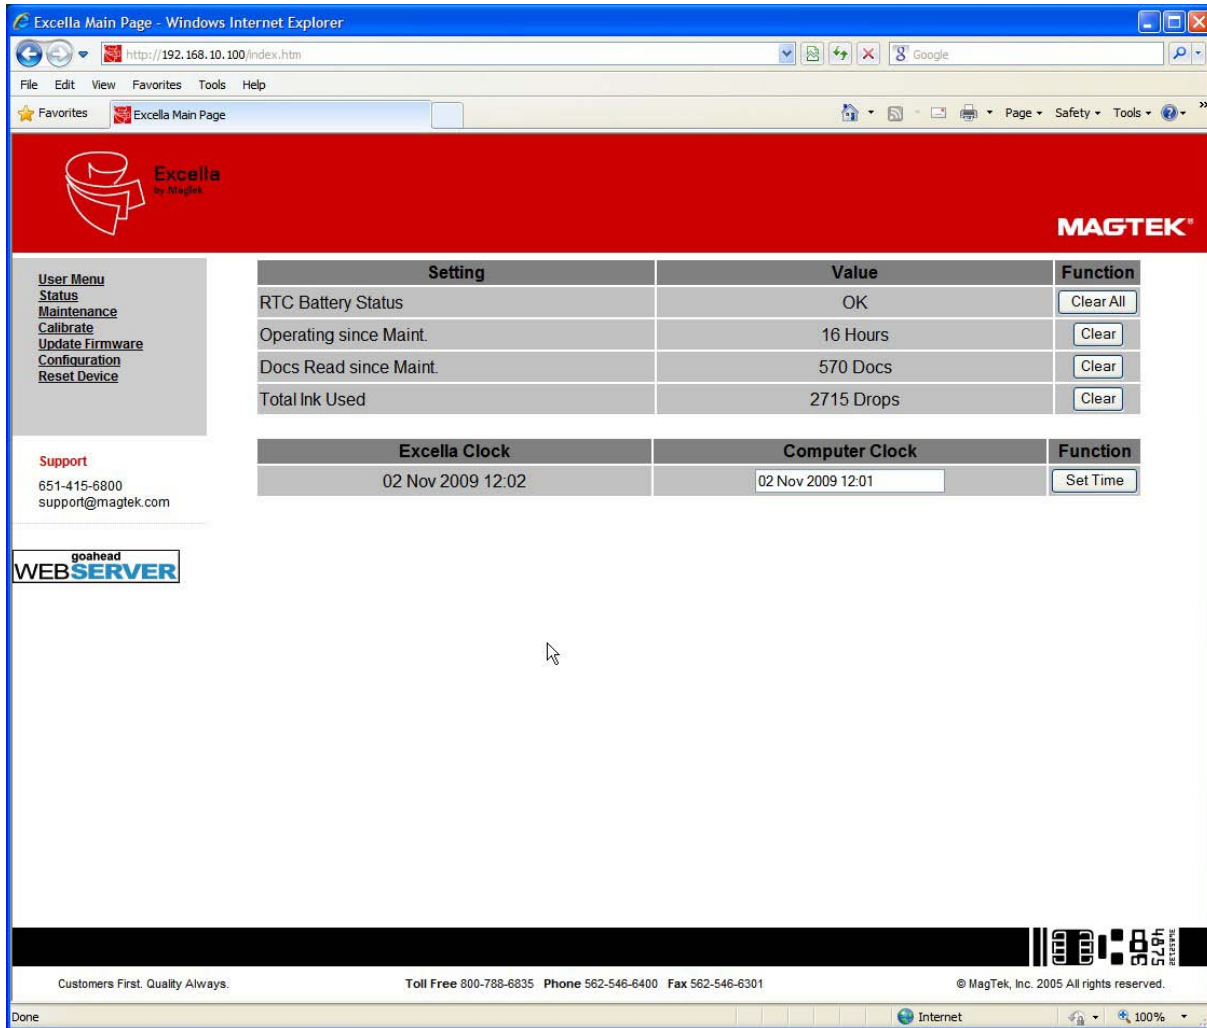 Excella Main Page - Windows Internet Explorer
http://192.168.10.100/index.htm
Google
File Edit View Favorites Tools Help
Favorites Excella Main Page Page Safety Tools
Excella
by Magtek
MAGTEK®
User Menu
Status
Maintenance
Calibrate
Update Firmware
Configuration
Reset Device
Support
651-415-6800
support@magtek.com
goahead
WEBSERVER
Setting Value Function
RTC Battery Status OK Clear All
Operating since Maint. 16 Hours Clear
Docs Read since Maint. 570 Docs Clear
Total Ink Used 2715 Drops Clear
Excella Clock Computer Clock Function
02 Nov 2009 12:02 02 Nov 2009 12:01 Set Time
Customers First. Quality Always. Toll Free 800-788-6835 Phone 562-546-6400 Fax 562-546-6301 © MagTek, Inc. 2005 All rights reserved.
Done Internet 100%